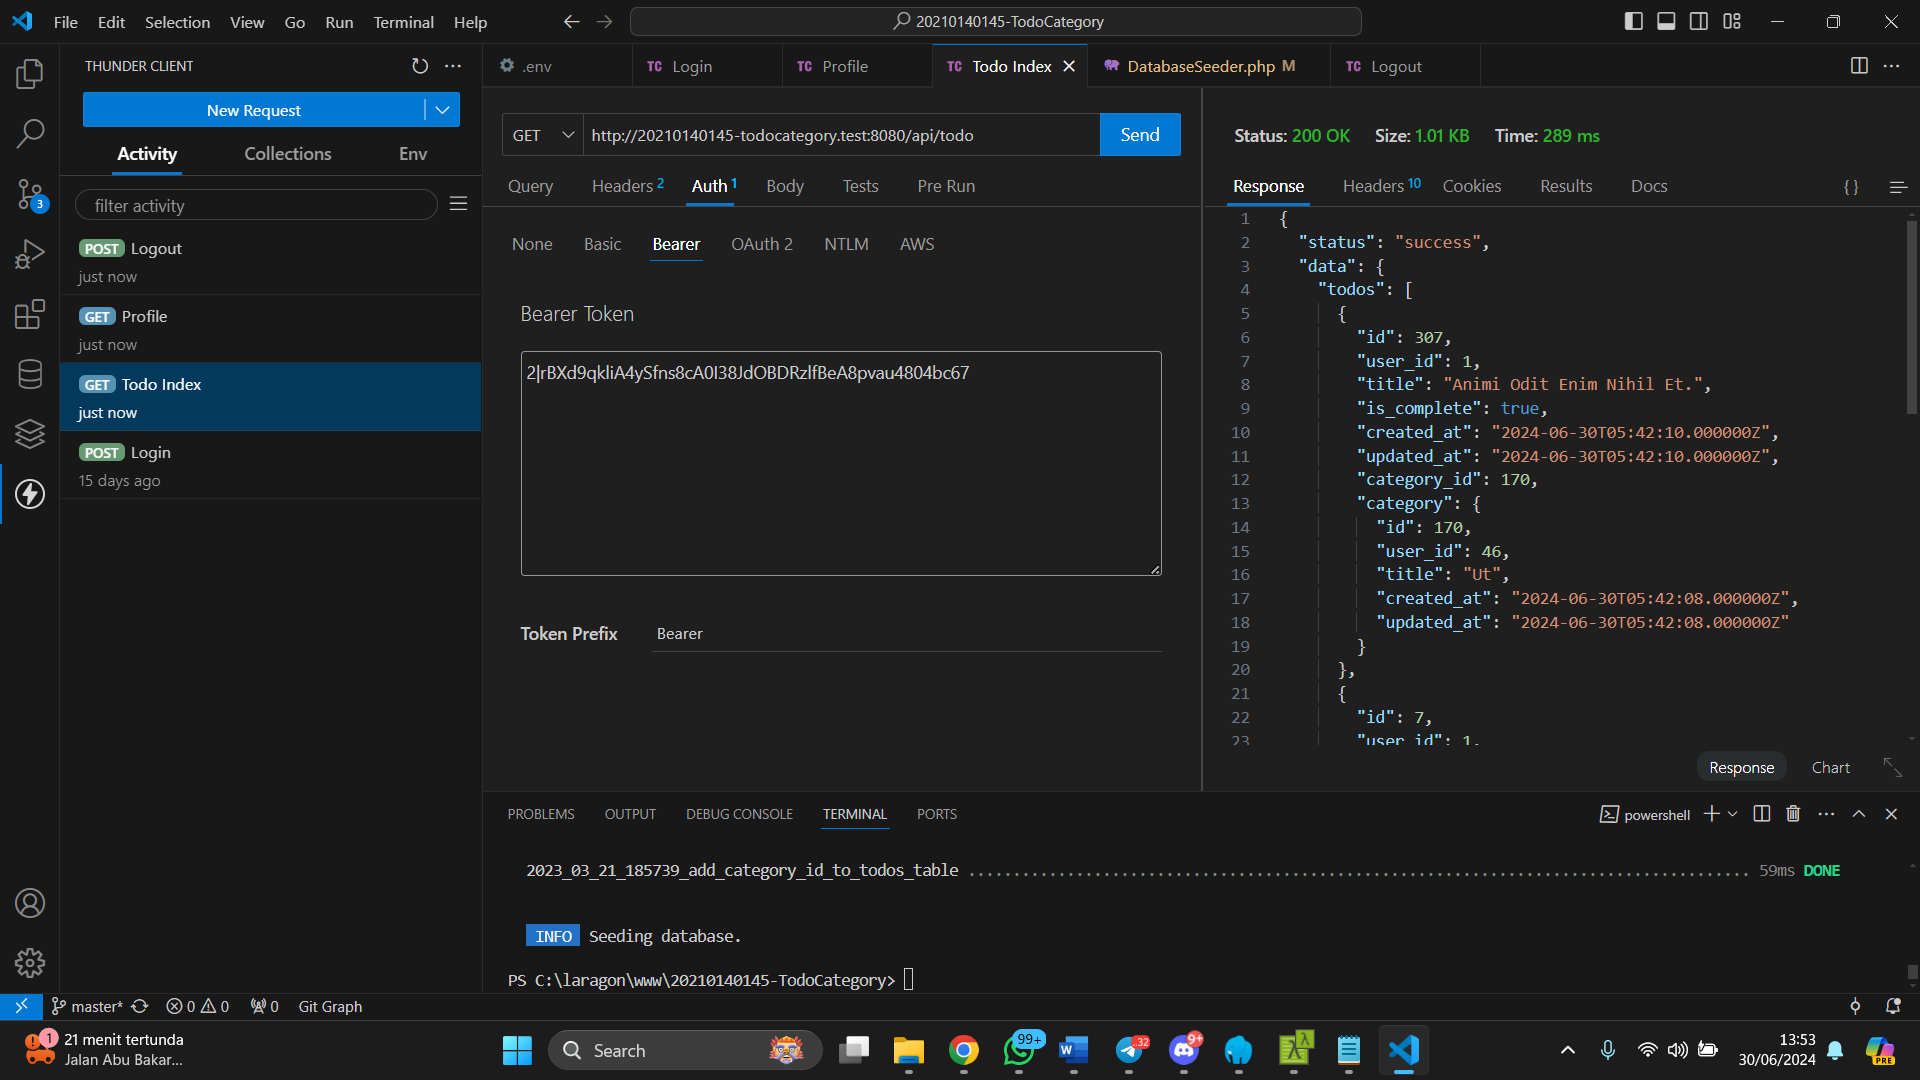 File Edit Selection View Go Run Terminal Help
20210140145-TodoCategory
THUNDER CLIENT
New Request
Activity Collections Env
filter activity
POST Logout
just now
GET Profile
just now
GET Todo Index
just now
POST Login
15 days ago
3
.env
TC Login
TC Profile
TC Todo Index
DatabaseSeeder.php M
TC Logout
GET http://20210140145-todocategory.test:8080/api/todo Send
Query Headers 2 Auth 1 Body Tests Pre Run
None Basic Bearer OAuth 2 NTLM AWS
Bearer Token
2|rBXd9qkliA4ySfns8cA0I38JdOBDRzlfBeA8pvau4804bc67
Token Prefix Bearer
Status: 200 OK Size: 1.01 KB Time: 289 ms
Response Headers 10 Cookies Results Docs { }
1 {
2 "status": "success",
3 "data": {
4 "todos": [
5 {
6 "id": 307,
7 "user_id": 1,
8 "title": "Animi Odit Enim Nihil Et.",
9 "is_complete": true,
10 "created_at": "2024-06-30T05:42:10.000000Z",
11 "updated_at": "2024-06-30T05:42:10.000000Z",
12 "category_id": 170,
13 "category": {
14 "id": 170,
15 "user_id": 46,
16 "title": "Ut",
17 "created_at": "2024-06-30T05:42:08.000000Z",
18 "updated_at": "2024-06-30T05:42:08.000000Z"
19 }
20 },
21 {
22 "id": 7,
23 "user_id": 1,
Response Chart
PROBLEMS OUTPUT DEBUG CONSOLE TERMINAL PORTS
powershell
2023_03_21_185739_add_category_id_to_todos_table ........................................................................................ 59ms DONE
INFO Seeding database.
PS C:\laragon\www\20210140145-TodoCategory>
master* 0 0 0 Git Graph
1
21 menit tertunda
Jalan Abu Bakar...
Search
99+
.32
9+
13:53
30/06/2024
PRE